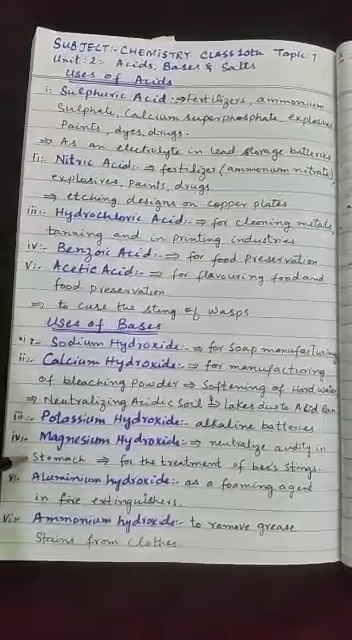 SUBJECT:- CHEMISTRY CLASS 10th Topic 7
Unit: 2: Acids, Bases & Salts
Uses of Acids
i:- Sulphuric Acid:- ⇒ Fertilizers, ammonium
Sulphate, Calcium superphosphate, explosives
Paints, dyes, drugs.
⇒ As an electrolyte in lead storage batteries
ii:- Nitric Acid:- ⇒ fertilizer (ammonium nitrate)
explosives, Paints, drugs
⇒ etching designs on copper plates
iii:- Hydrochloric Acid:- ⇒ for cleaning metals,
tanning and in printing industries
iv:- Benzoic Acid:- ⇒ for food preservation
v:- Acetic Acid:- ⇒ for flavouring food and
food preservation
⇒ to cure the sting of wasps
Uses of Bases
i:- Sodium Hydroxide:- ⇒ for soap manufacturing
ii:- Calcium Hydroxide:- ⇒ for manufacturing
of bleaching Powder ⇒ Softening of Hard water
⇒ Neutralizing Acidic Soil & Lakes due to Acid Rain
iii:- Potassium Hydroxide:- alkaline batteries
iv:- Magnesium Hydroxide:- ⇒ neutralize acidity in
Stomach ⇒ for the treatment of bee's stings.
v:- Aluminium hydroxide:- as a foaming agent
in fire extinguishers.
vi:- Ammonium hydroxide:- to remove grease
Stains from clothes